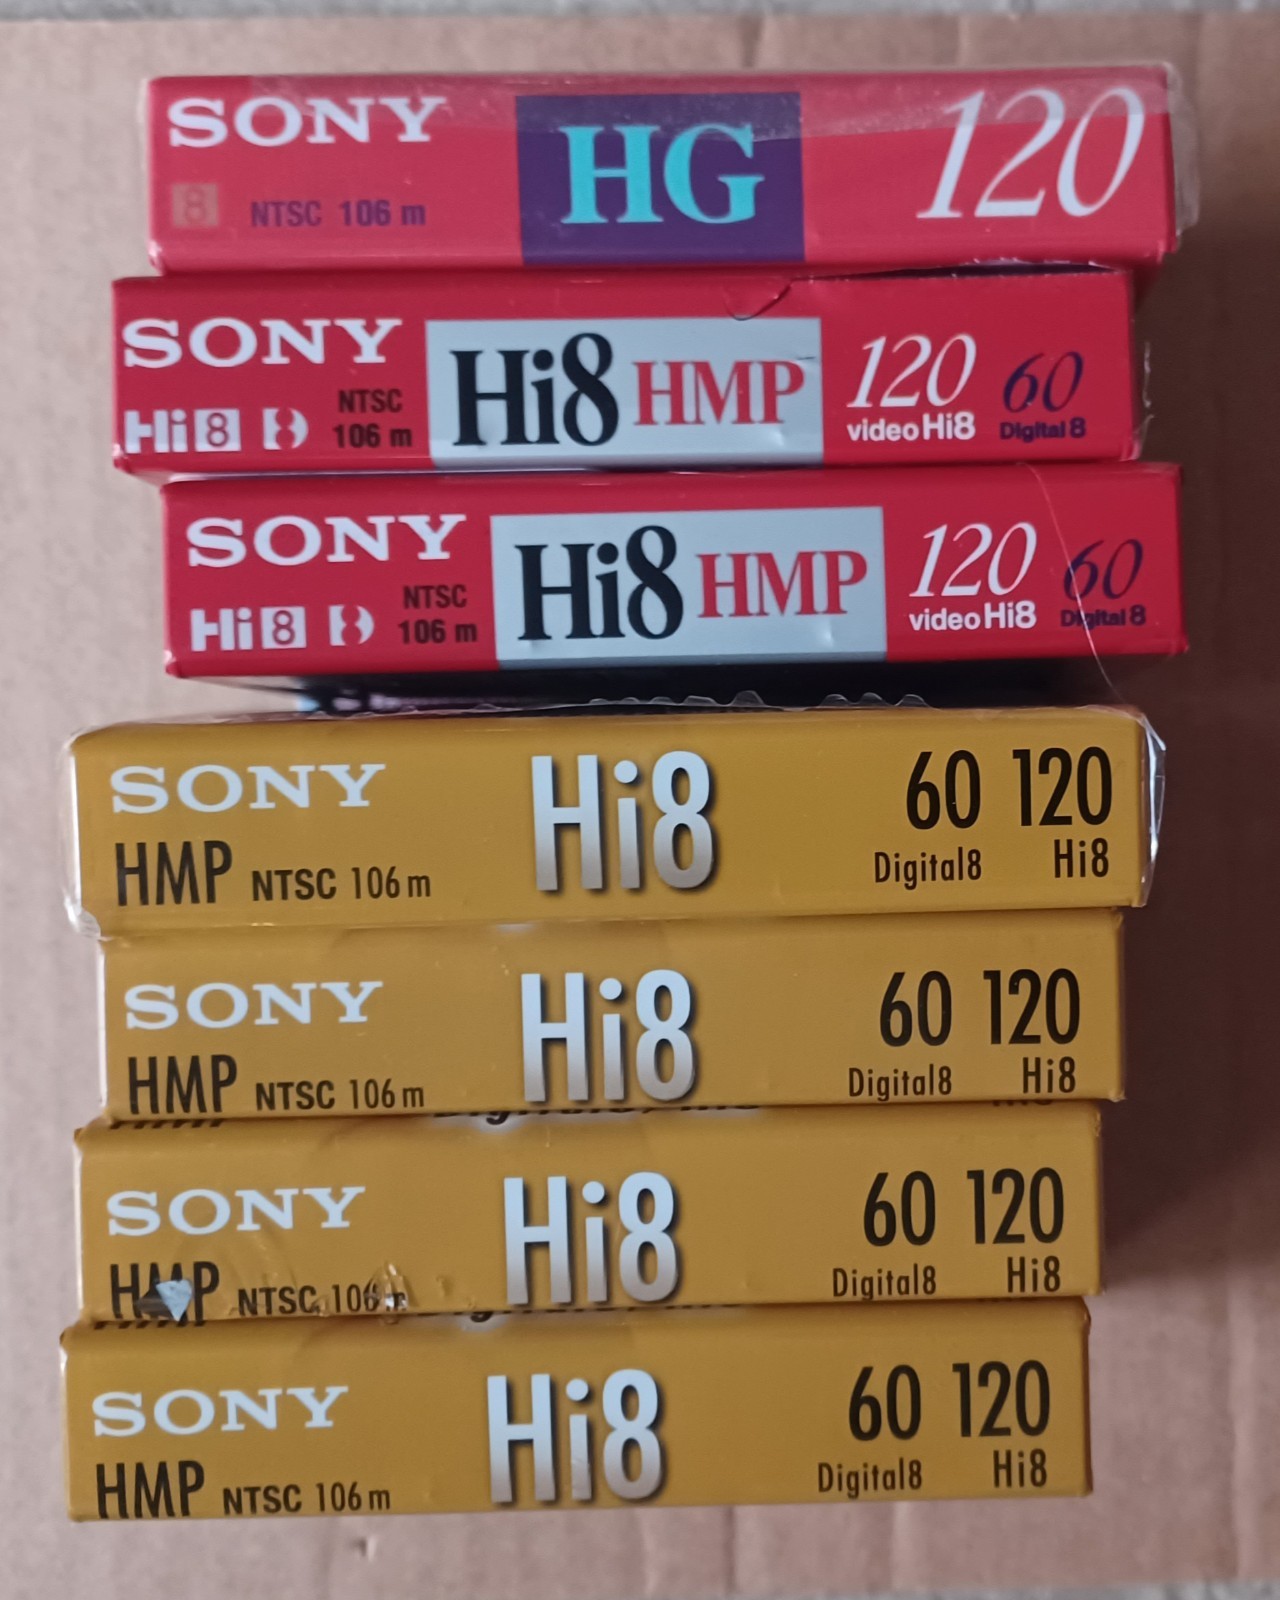 SONY HG 120
8 NTSC 106 m
SONY Hi8 HMP 120 60
NTSC
Hi8 8 106 m video Hi8 Digital 8
SONY Hi8 HMP 120 60
NTSC
Hi8 8 106 m video Hi8 Digital 8
SONY Hi8 60 120
HMP NTSC 106 m Digital8 Hi8
SONY Hi8 60 120
HMP NTSC 106 m Digital8 Hi8
SONY Hi8 60 120
HMP NTSC 106 m Digital8 Hi8
SONY Hi8 60 120
HMP NTSC 106 m Digital8 Hi8